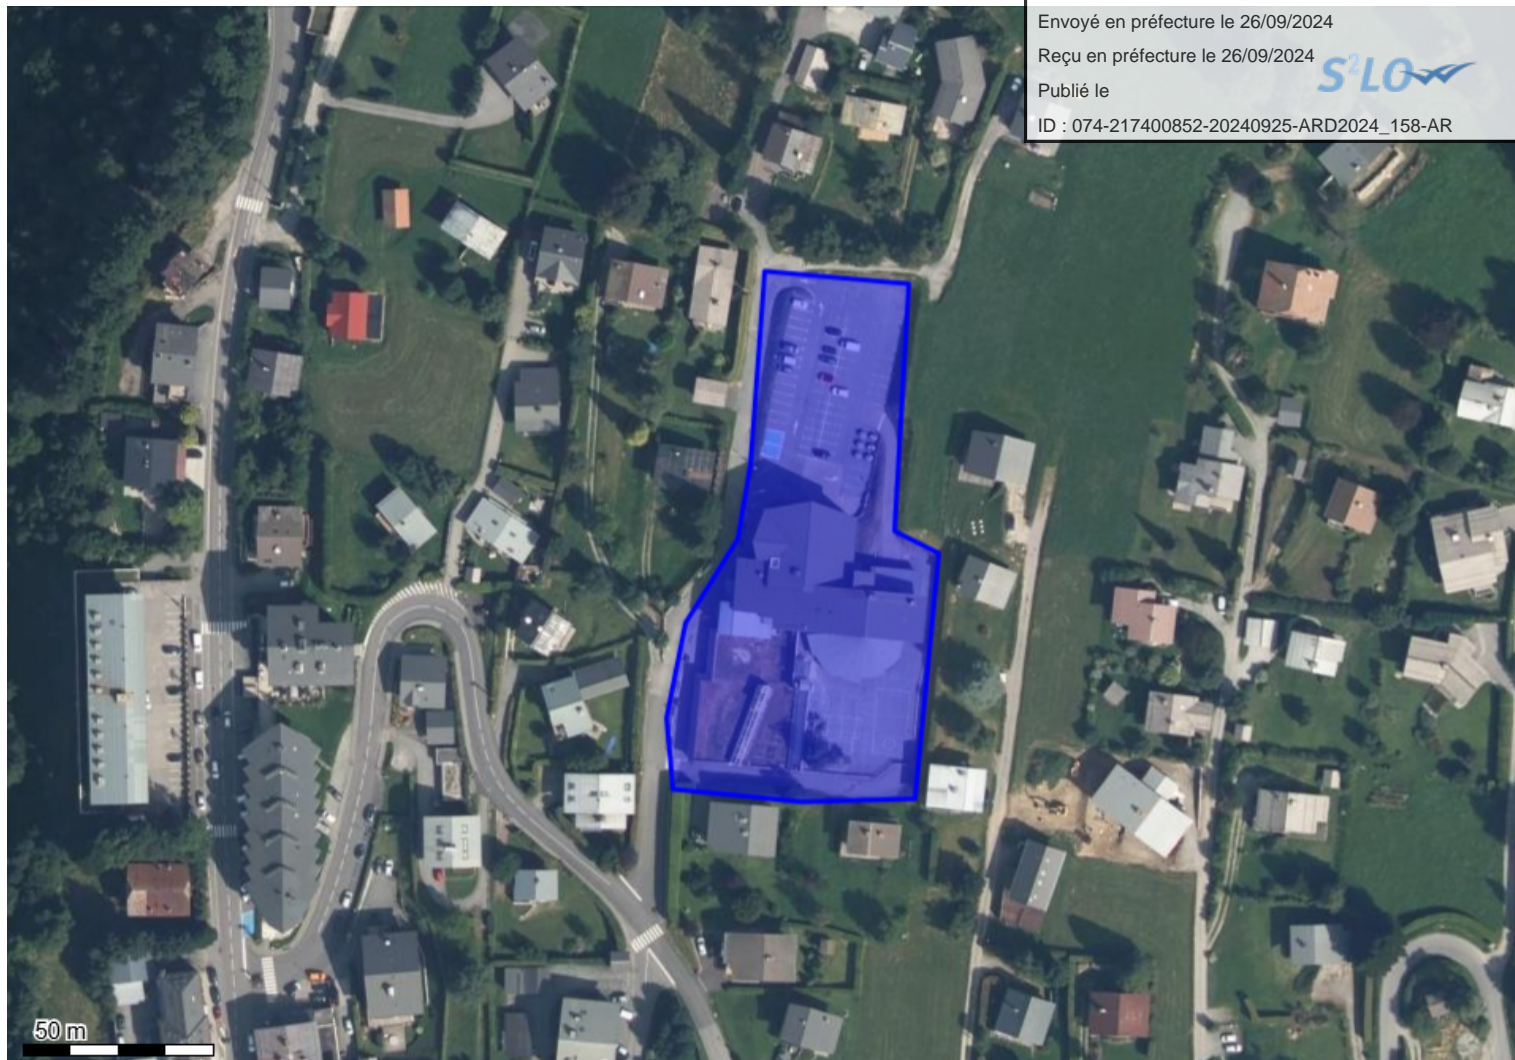 Envoyé en préfecture le 26/09/2024
Reçu en préfecture le 26/09/2024
S²LO
Publié le
ID : 074-217400852-20240925-ARD2024_158-AR
50 m